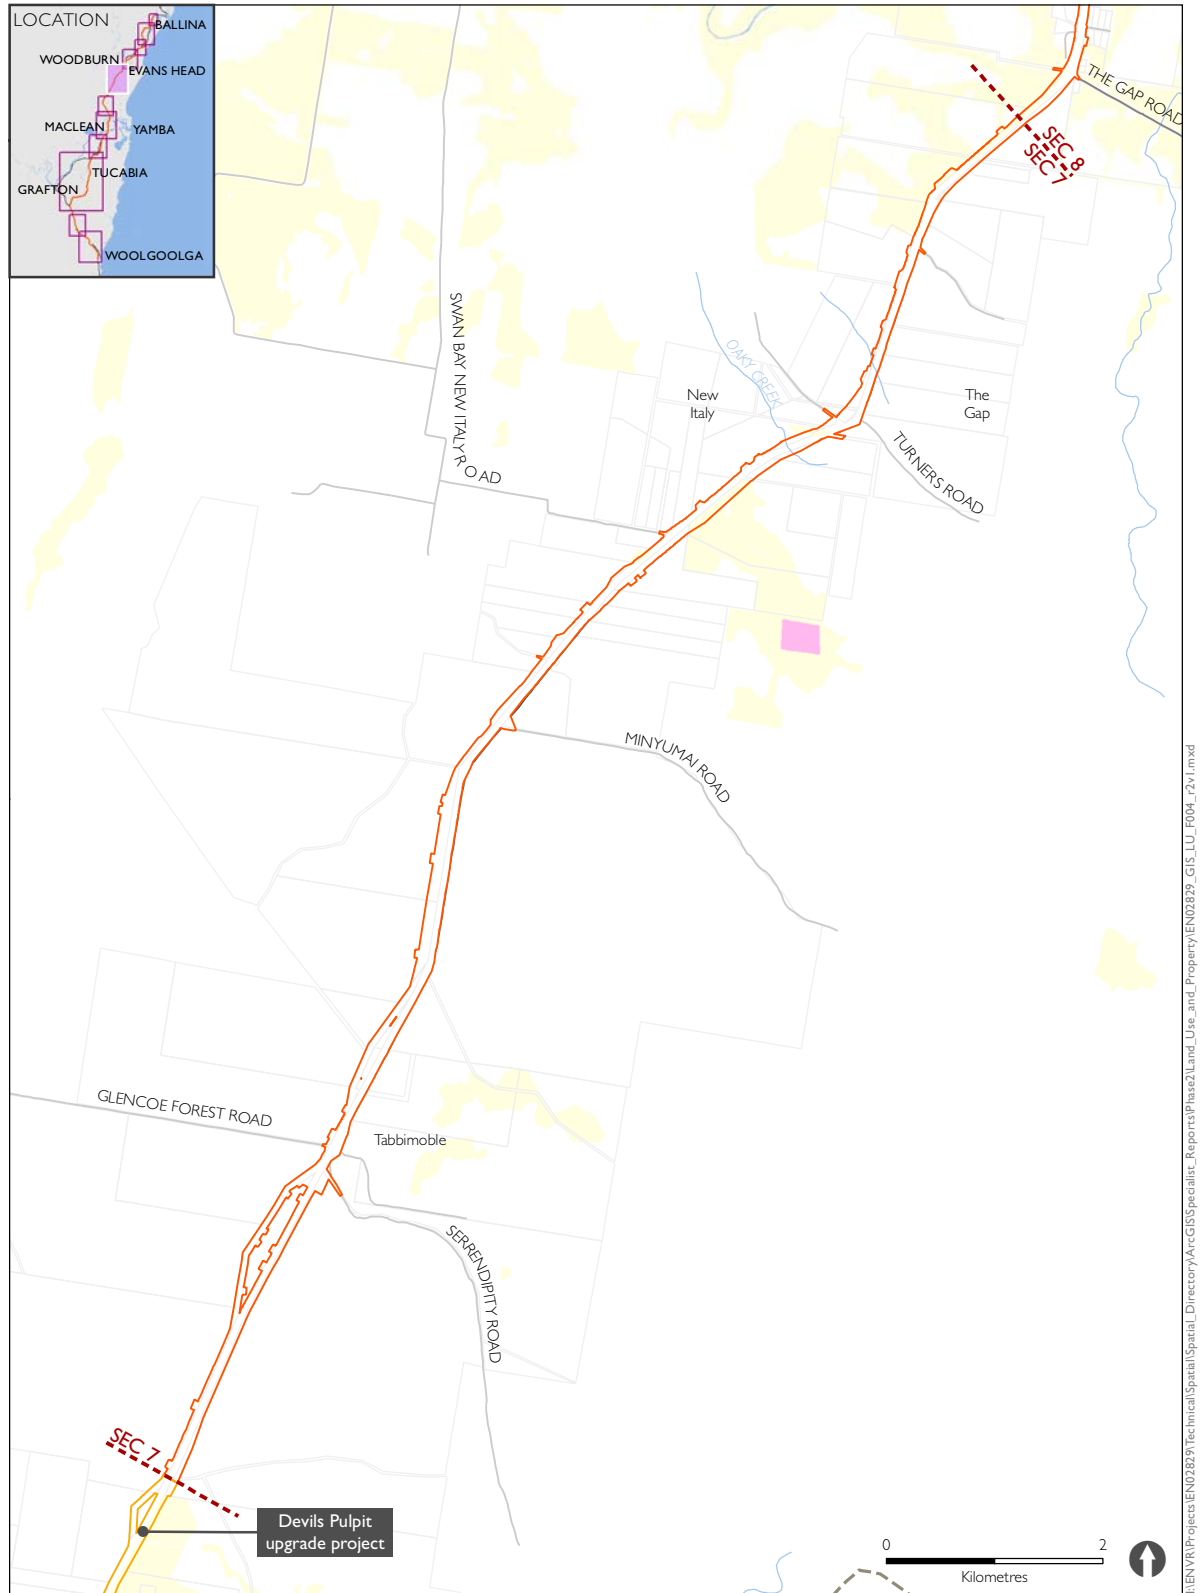 LOCATION
BALLINA
WOODBURN
EVANS HEAD
MACLEAN
YAMBA
TUCABIA
GRAFTON
WOOLGOOLGA
THE GAP ROAD
SEC 8
SEC 7
SWAN BAY NEW ITALY ROAD
OAKY CREEK
New
Italy
The
Gap
TURNERS ROAD
MINYUMAI ROAD
GLENCOE FOREST ROAD
Tabbimoble
SERRENDIPITY ROAD
SEC 7
Devils Pulpit
upgrade project
0 2
Kilometres
I:\ENVR\Projects\EN02829\Technical\Spatial\Spatial_Directory\ArcGIS\Specialist_Reports\Phase2\Land_Use_and_Property\EN02829_GIS_LU_F004_r2v1.mxd